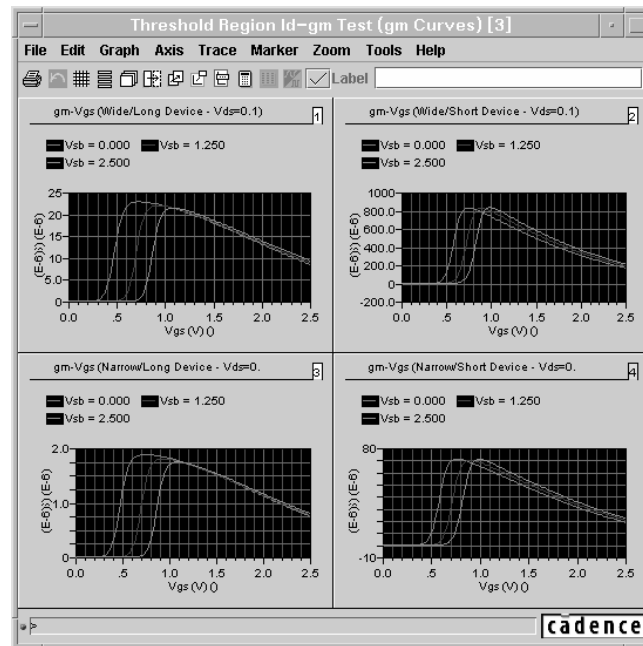 Threshold Region Id-gm Test (gm Curves) [3]
File Edit Graph Axis Trace Marker Zoom Tools Help
Label
gm-Vgs (Wide/Long Device - Vds=0.1)
1
Vsb = 0.000 Vsb = 1.250
Vsb = 2.500
25
20
15
10
5.0
0
(E-6)
0.0 .5 1.0 1.5 2.0 2.5
Vgs (V) ()
gm-Vgs (Wide/Short Device - Vds=0.1)
2
Vsb = 0.000 Vsb = 1.250
Vsb = 2.500
1000
800.0
600.0
400.0
200.0
0
-200.0
(E-6)
0.0 .5 1.0 1.5 2.0 2.5
Vgs (V) ()
gm-Vgs (Narrow/Long Device - Vds=0.
3
Vsb = 0.000 Vsb = 1.250
Vsb = 2.500
2.0
1.0
0
(E-6)
0.0 .5 1.0 1.5 2.0 2.5
Vgs (V) ()
gm-Vgs (Narrow/Short Device - Vds=0.
4
Vsb = 0.000 Vsb = 1.250
Vsb = 2.500
80
-10
(E-6)
0.0 .5 1.0 1.5 2.0 2.5
Vgs (V) ()
>
cādence